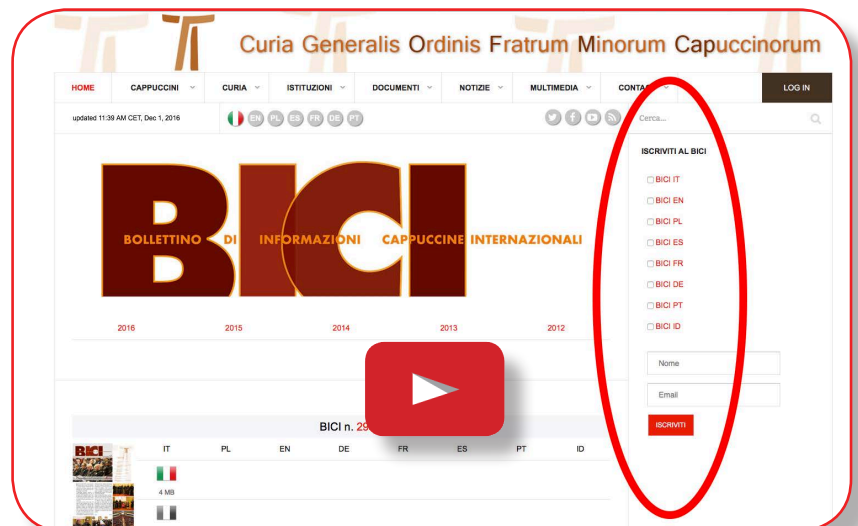 Curia Generalis Ordinis Fratrum Minorum Capuccinorum
HOME CAPPUCCINI CURIA ISTITUZIONI DOCUMENTI NOTIZIE MULTIMEDIA LOG IN
updated 11:39 AM CET, Dec 1, 2016 EN PL ES FR DE PT Cerca...
ISCRIVITI AL BICI
BICI IT
BICI EN
BICI PL
BICI ES
BICI FR
BICI DE
BICI PT
BICI ID
Nome
Email
ISCRIVITI
BICI
BOLLETTINO DI INFORMAZIONI CAPPUCCINE INTERNAZIONALI
2016 2015 2014 2013 2012
BICI n.
IT PL EN DE FR ES PT ID
BICI
4 MB